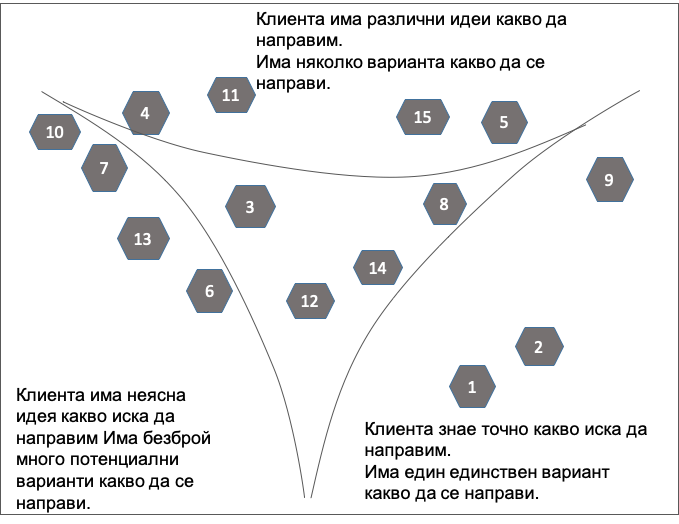 Клиента има различни идеи какво да
направим.
Има няколко варианта какво да се
направи.
11
4
15
5
10
7
9
3
8
13
14
6
12
2
1
Клиента има неясна
идея какво иска да
направим Има безброй
много потенциални
варианти какво да се
направи.
Клиента знае точно какво иска да
направим.
Има един единствен вариант
какво да се направи.